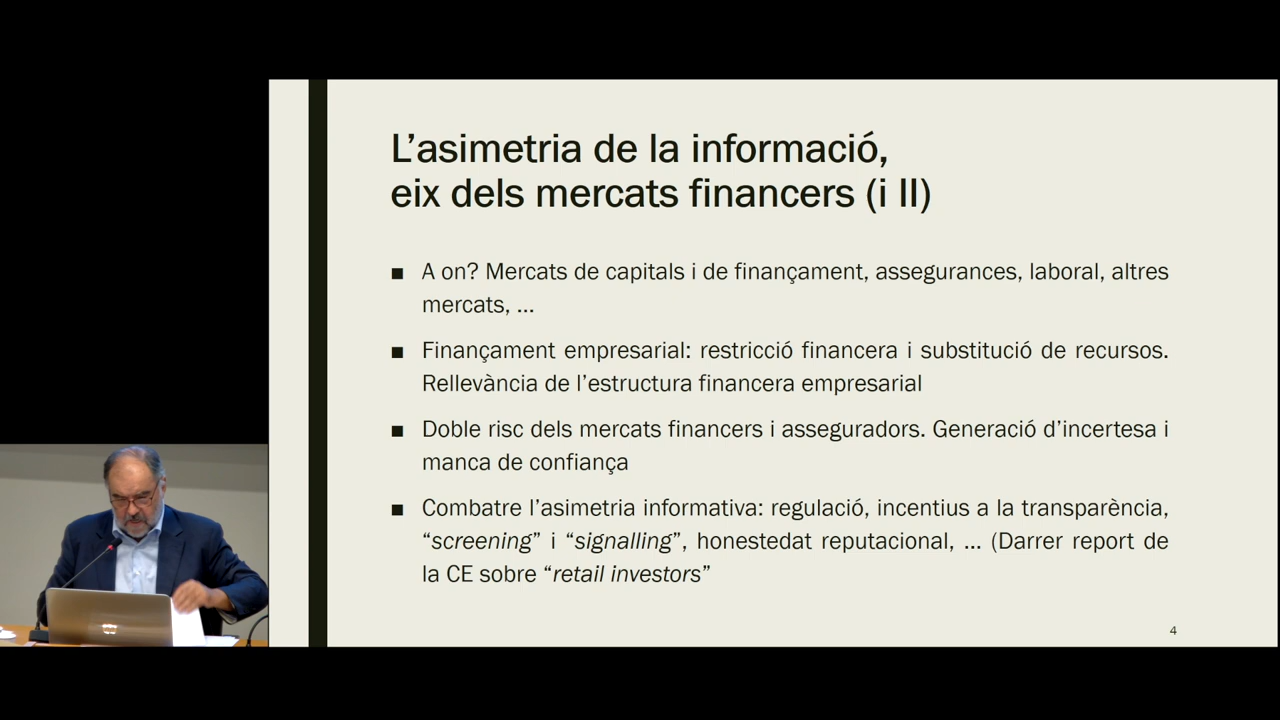 L’asimetria de la informació,
eix dels mercats financers (i II)
■ A on? Mercats de capitals i de finançament, assegurances, laboral, altres
mercats, ...
■ Finançament empresarial: restricció financera i substitució de recursos.
Rellevància de l’estructura financera empresarial
■ Doble risc dels mercats financers i asseguradors. Generació d’incertesa i
manca de confiança
■ Combatre l’asimetria informativa: regulació, incentius a la transparència,
“screening” i “signalling”, honestedat reputacional, ... (Darrer report de
la CE sobre “retail investors”
4